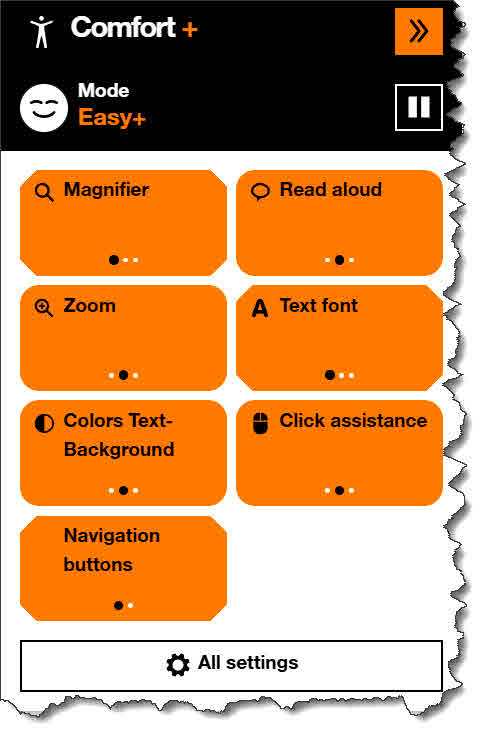 Comfort +
Mode
Easy+
Magnifier
Read aloud
Zoom
Text font
Colors Text-
Background
Click assistance
Navigation
buttons
All settings